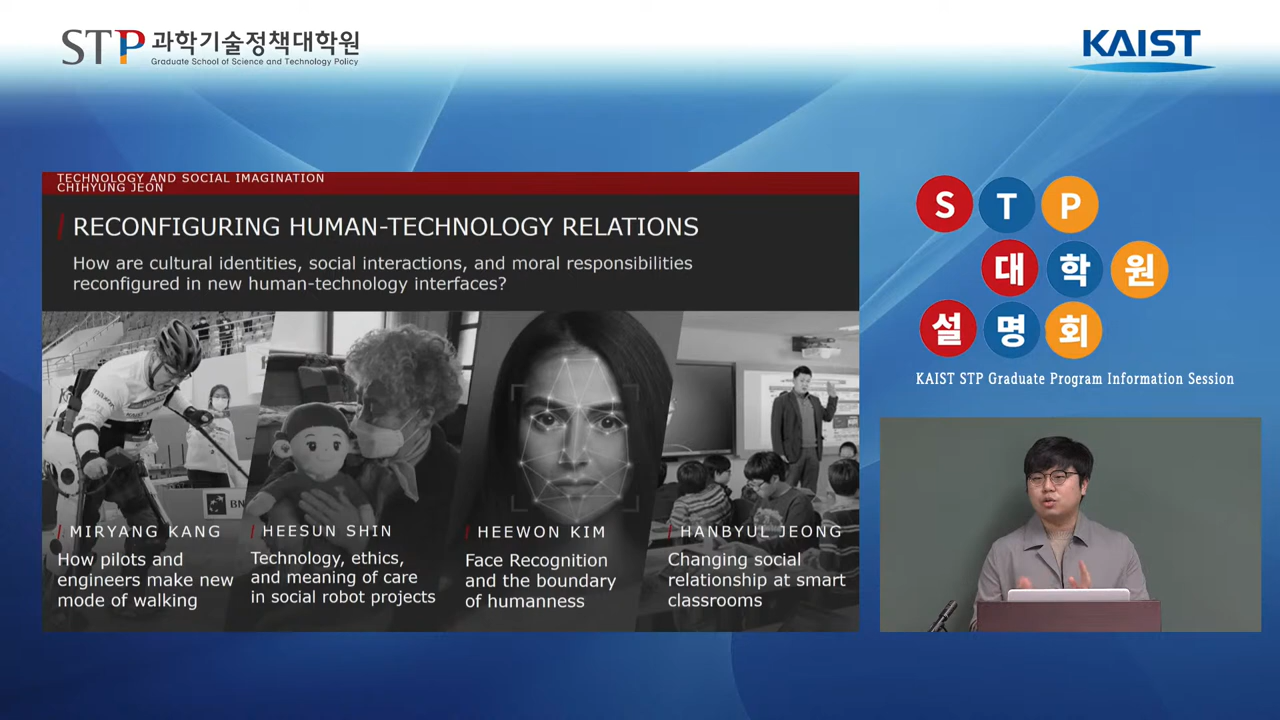 STP 과학기술정책대학원
Graduate School of Science and Technology Policy
KAIST
TECHNOLOGY AND SOCIAL IMAGINATION
CHIHYUNG JEON
RECONFIGURING HUMAN-TECHNOLOGY RELATIONS
How are cultural identities, social interactions, and moral responsibilities
reconfigured in new human-technology interfaces?
BN
MIRYANG KANG
How pilots and
engineers make new
mode of walking
HEESUN SHIN
Technology, ethics,
and meaning of care
in social robot projects
HEEWON KIM
Face Recognition
and the boundary
of humanness
HANBYUL JEONG
Changing social
relationship at smart
classrooms
STP
대학원
설명회
KAIST STP Graduate Program Information Session